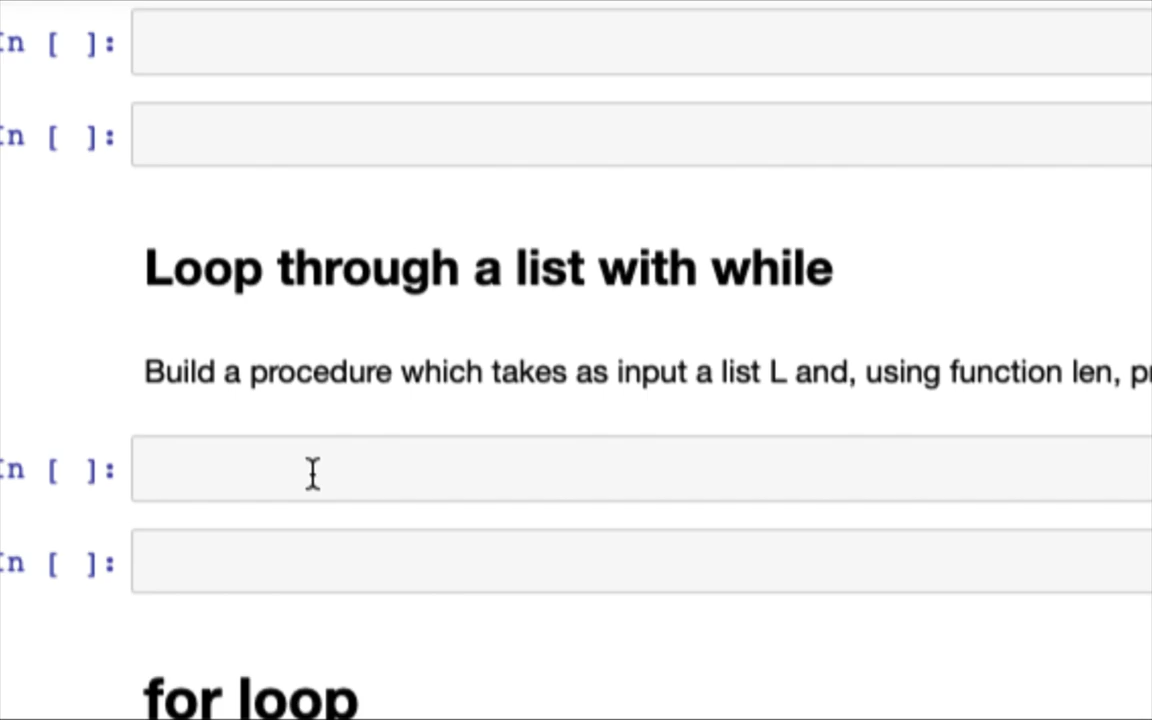 In [ ]:
In [ ]:
Loop through a list with while
Build a procedure which takes as input a list L and, using function len,
In [ ]:
In [ ]:
for loop